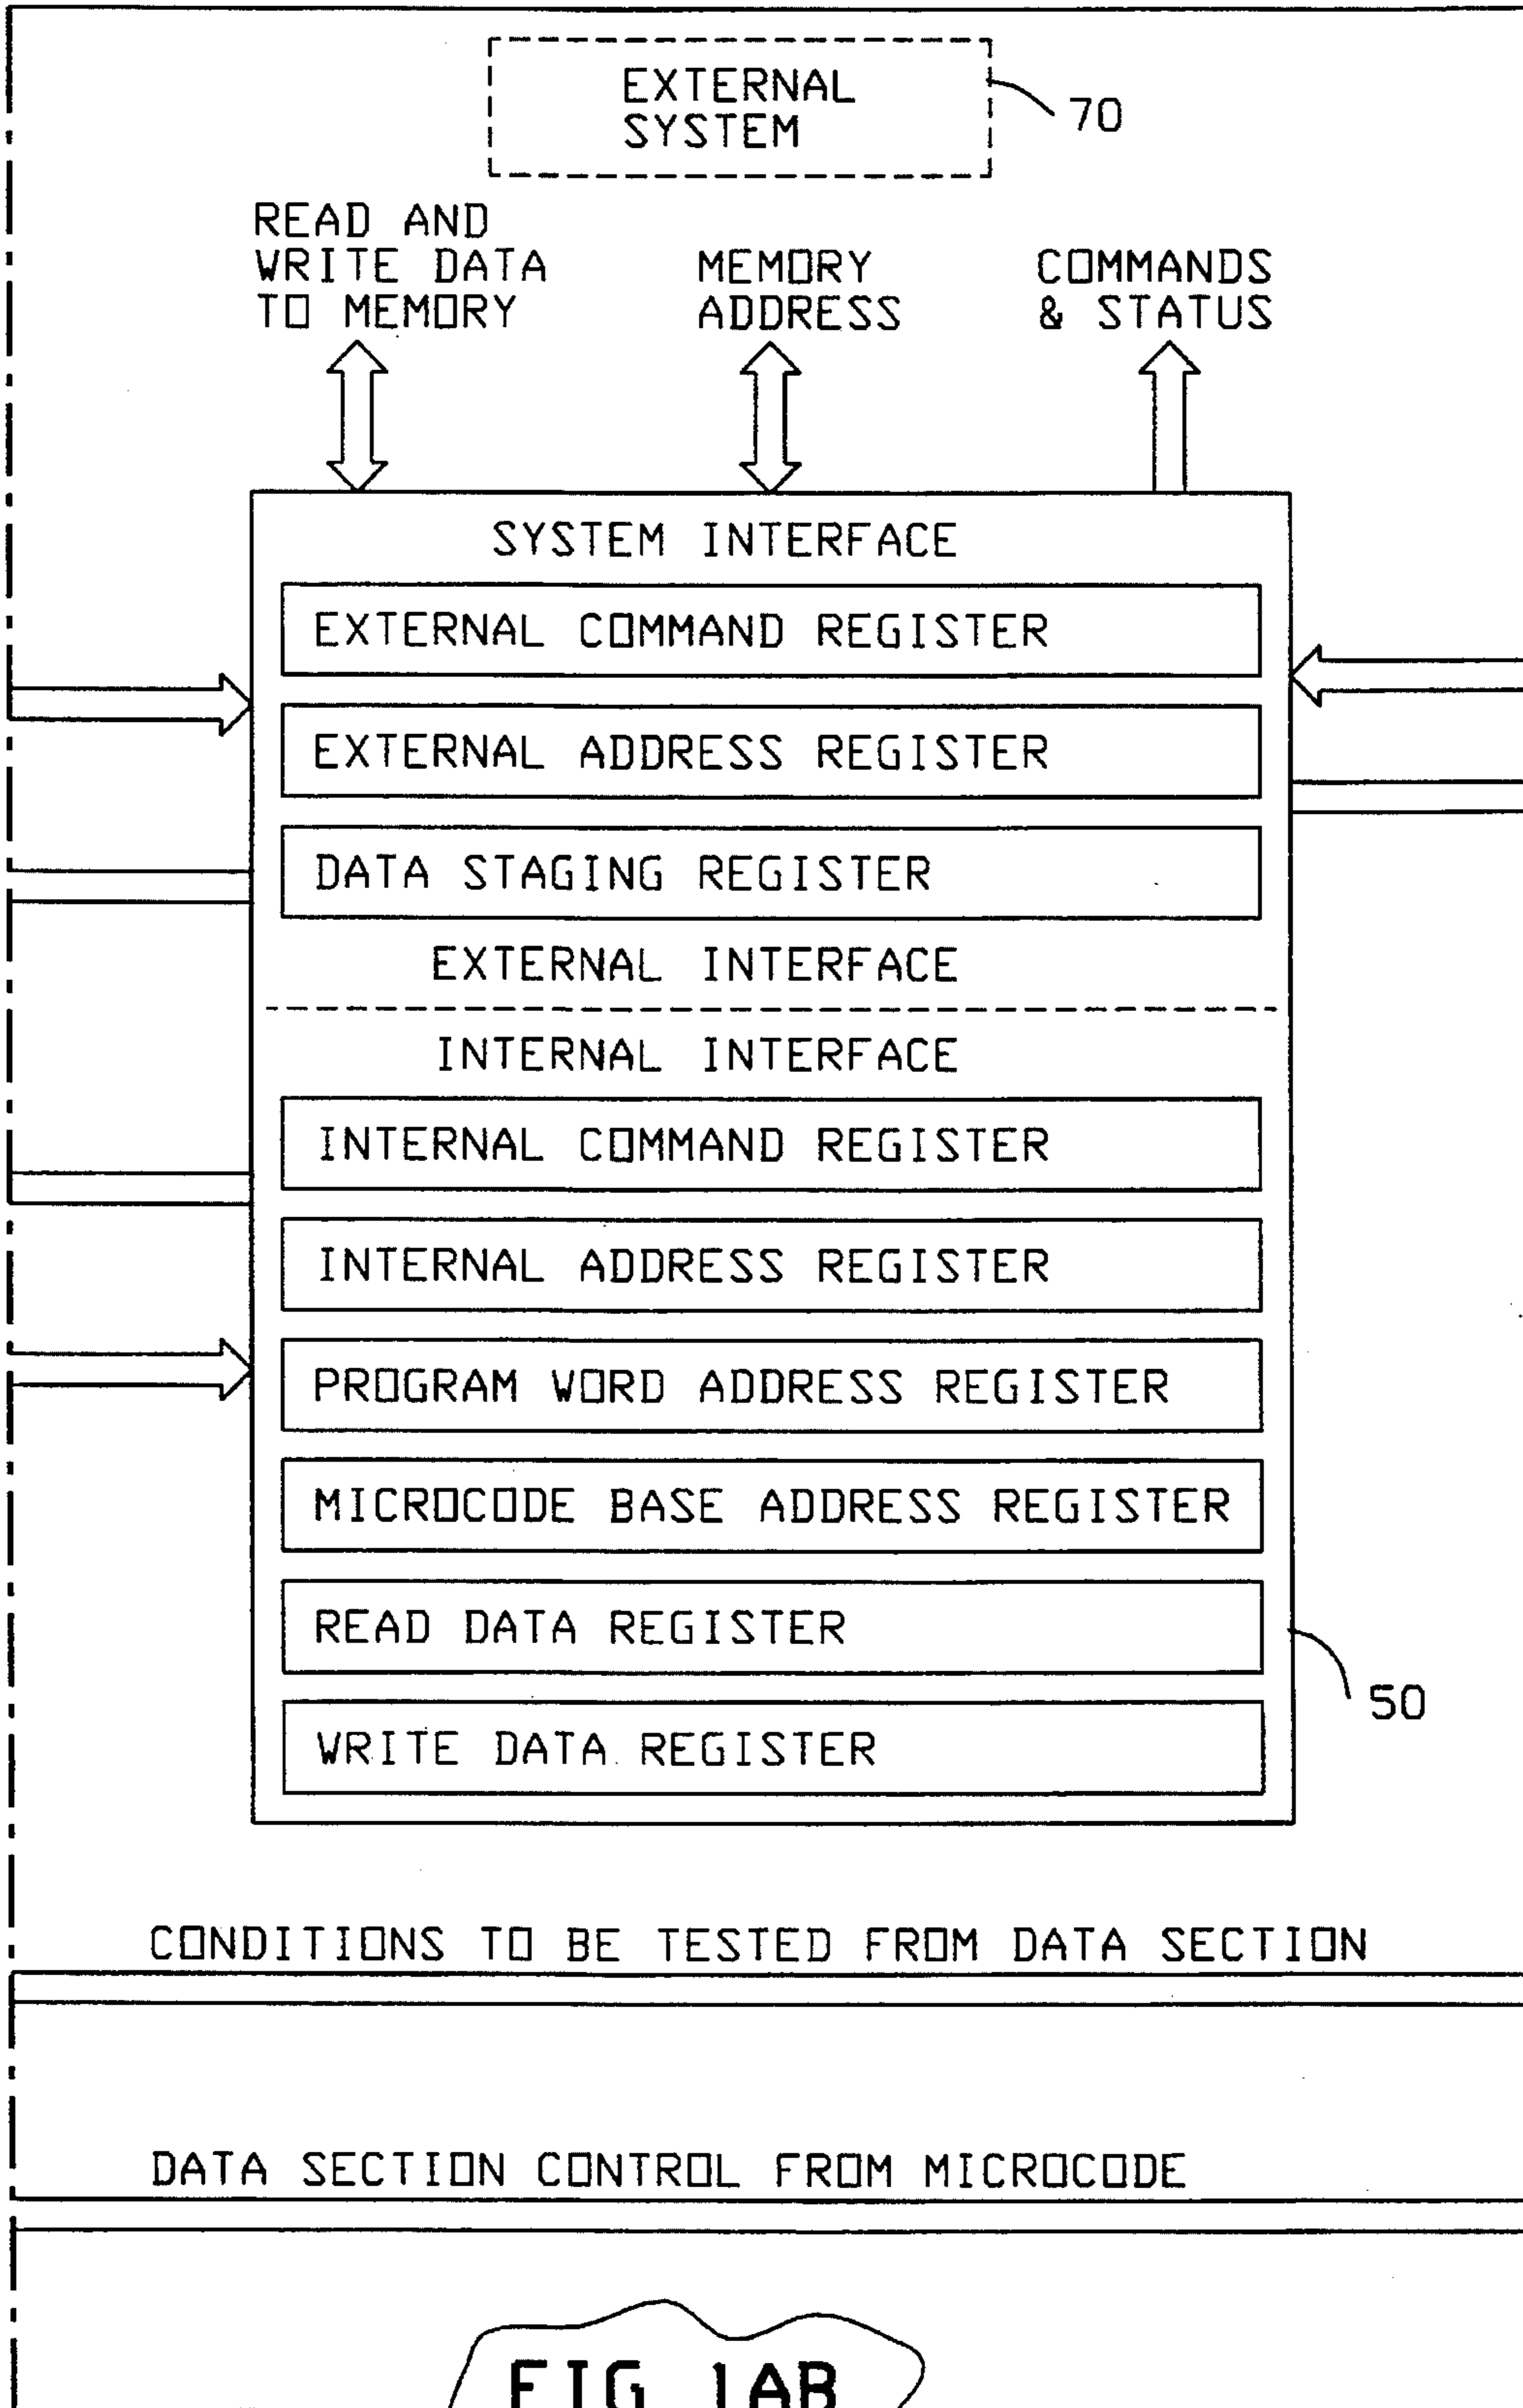 EXTERNAL
SYSTEM
70
READ AND
WRITE DATA
TO MEMORY
MEMORY
ADDRESS
COMMANDS
& STATUS
SYSTEM INTERFACE
EXTERNAL COMMAND REGISTER
EXTERNAL ADDRESS REGISTER
DATA STAGING REGISTER
EXTERNAL INTERFACE
INTERNAL INTERFACE
INTERNAL COMMAND REGISTER
INTERNAL ADDRESS REGISTER
PROGRAM WORD ADDRESS REGISTER
MICROCODE BASE ADDRESS REGISTER
READ DATA REGISTER
50
WRITE DATA REGISTER
CONDITIONS TO BE TESTED FROM DATA SECTION
DATA SECTION CONTROL FROM MICROCODE
FIG 1AB